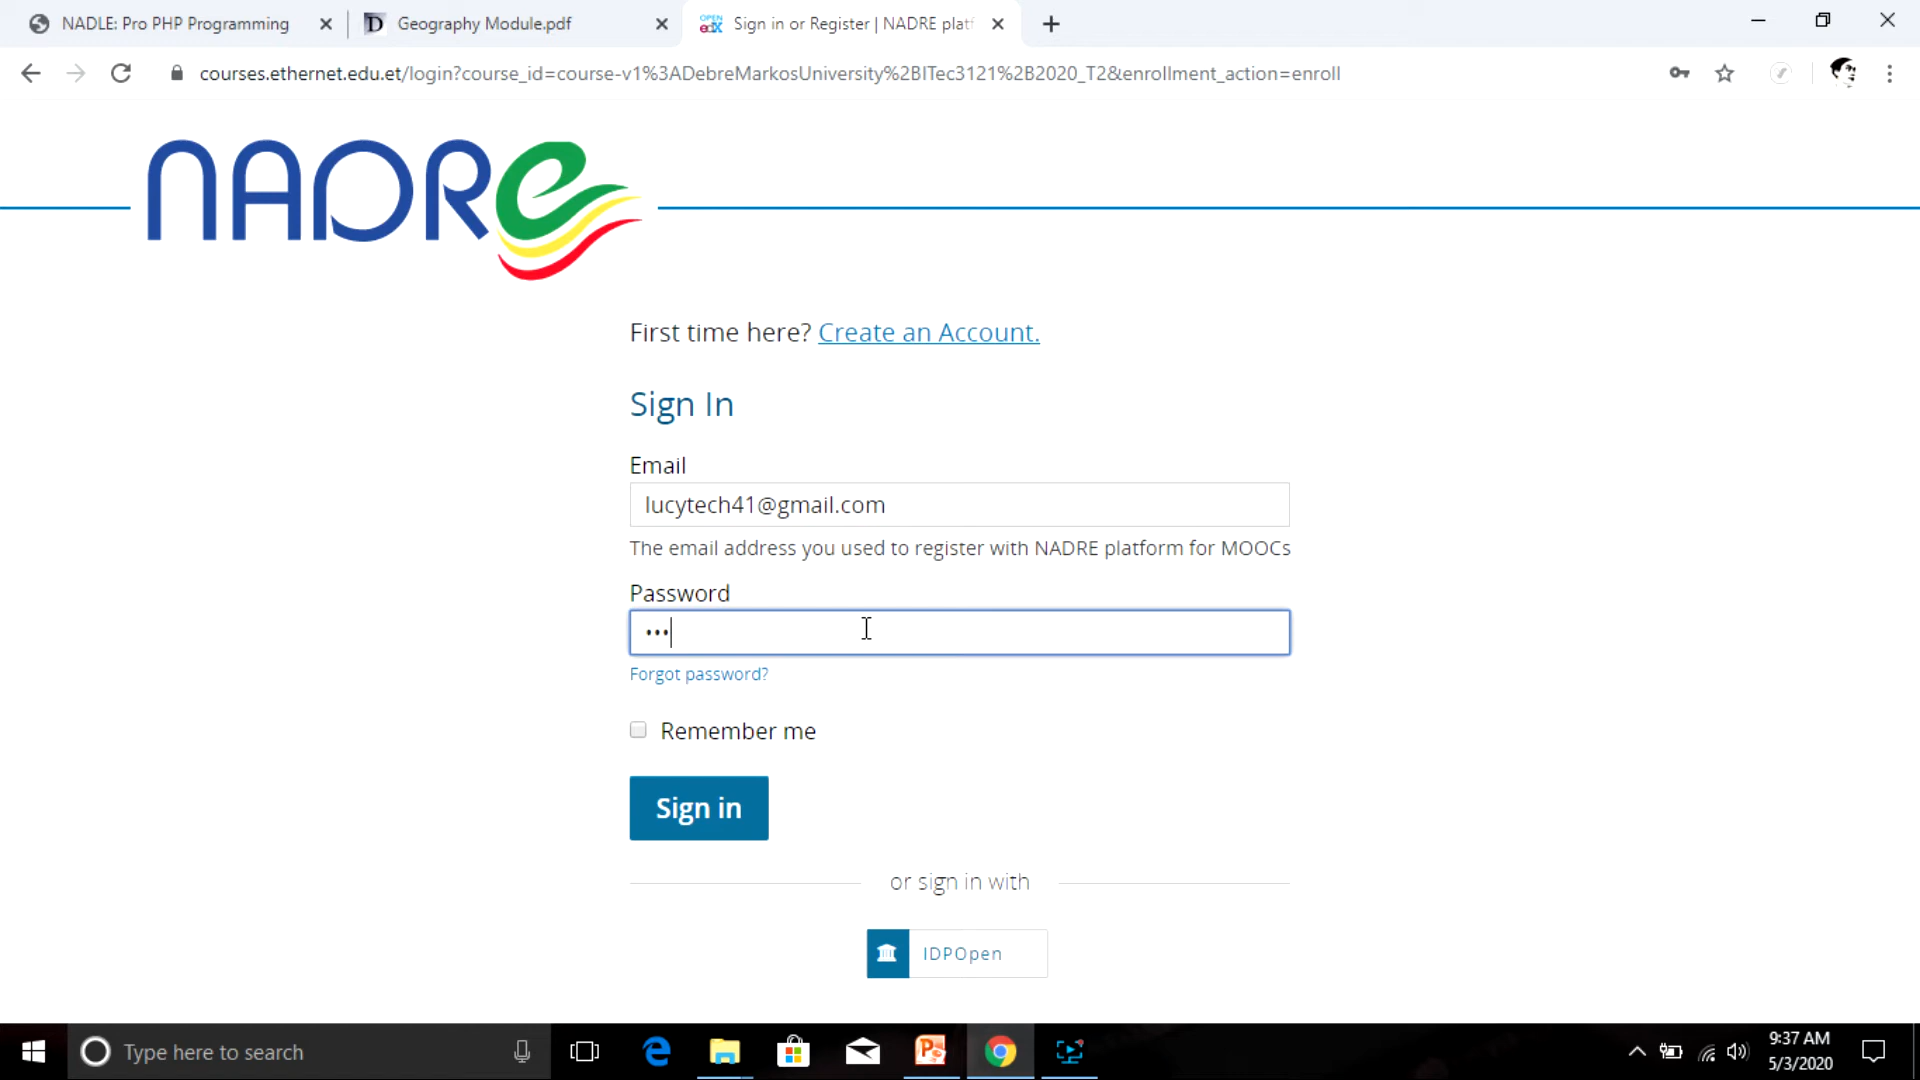 NADLE: Pro PHP Programming
Geography Module.pdf
Sign in or Register | NADRE platf
courses.ethernet.edu.et/login?course_id=course-v1%3ADebreMarkosUniversity%2BITec3121%2B2020_T2&enrollment_action=enroll
NADRe
First time here? Create an Account.
Sign In
Email
lucytech41@gmail.com
The email address you used to register with NADRE platform for MOOCs
Password
•••
Forgot password?
Remember me
Sign in
or sign in with
IDPOpen
Type here to search
9:37 AM
5/3/2020